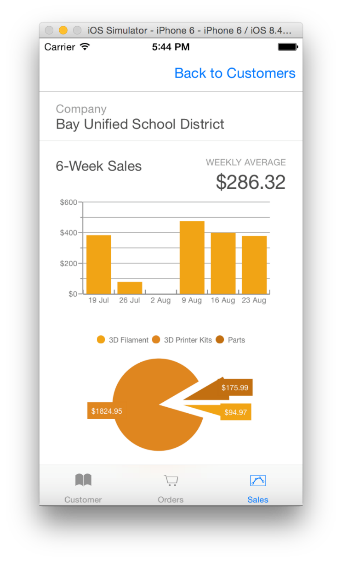 iOS Simulator - iPhone 6 - iPhone 6 / iOS 8.4...
Carrier 5:44 PM
Back to Customers
Company
Bay Unified School District
6-Week Sales
WEEKLY AVERAGE
$286.32
$600
$400
$200
$0
19 Jul 26 Jul 2 Aug 9 Aug 16 Aug 23 Aug
3D Filament 3D Printer Kits Parts
$175.99
$1824.95
$94.97
Customer Orders Sales